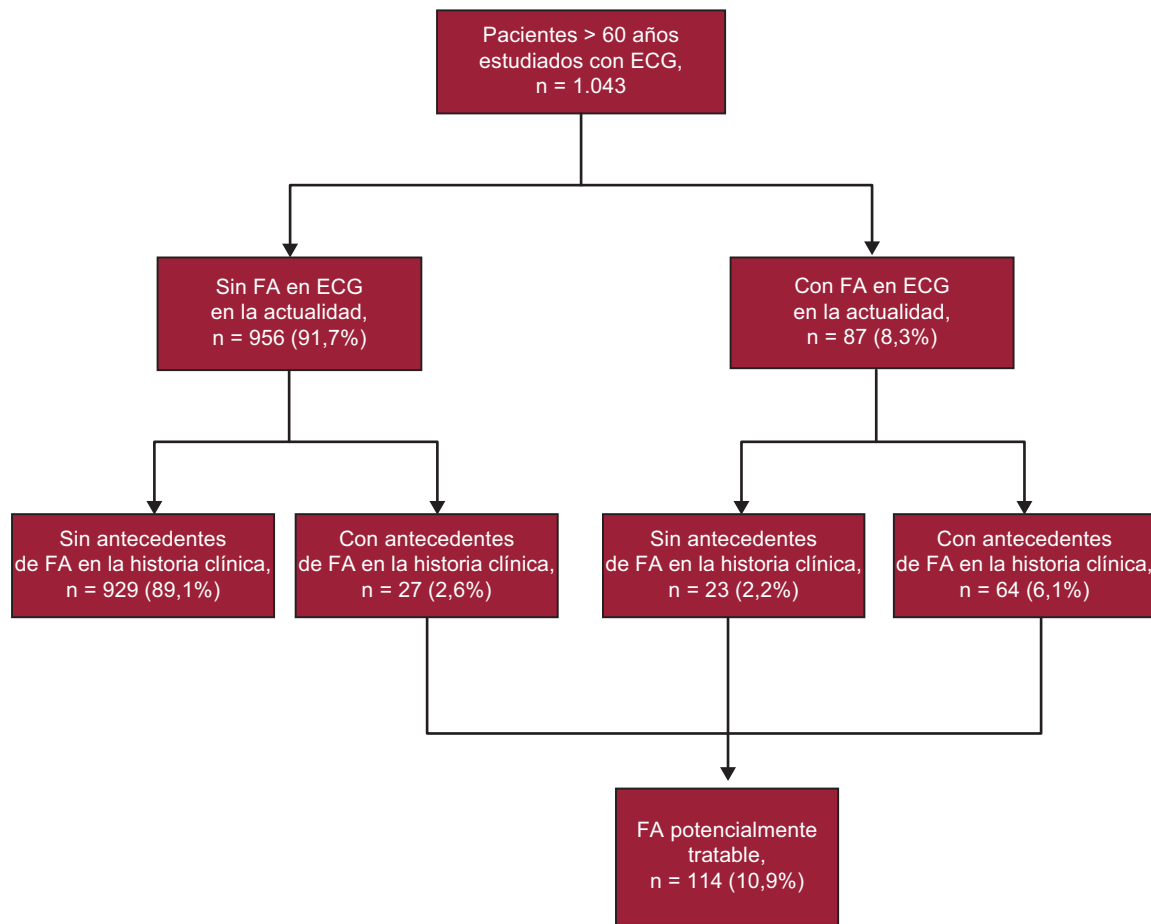 Pacientes > 60 años
estudiados con ECG,
n = 1.043
Sin FA en ECG
en la actualidad,
n = 956 (91,7%)
Con FA en ECG
en la actualidad,
n = 87 (8,3%)
Sin antecedentes
de FA en la historia clínica,
n = 929 (89,1%)
Con antecedentes
de FA en la historia clínica,
n = 27 (2,6%)
Sin antecedentes
de FA en la historia clínica,
n = 23 (2,2%)
Con antecedentes
de FA en la historia clínica,
n = 64 (6,1%)
FA potencialmente
tratable,
n = 114 (10,9%)